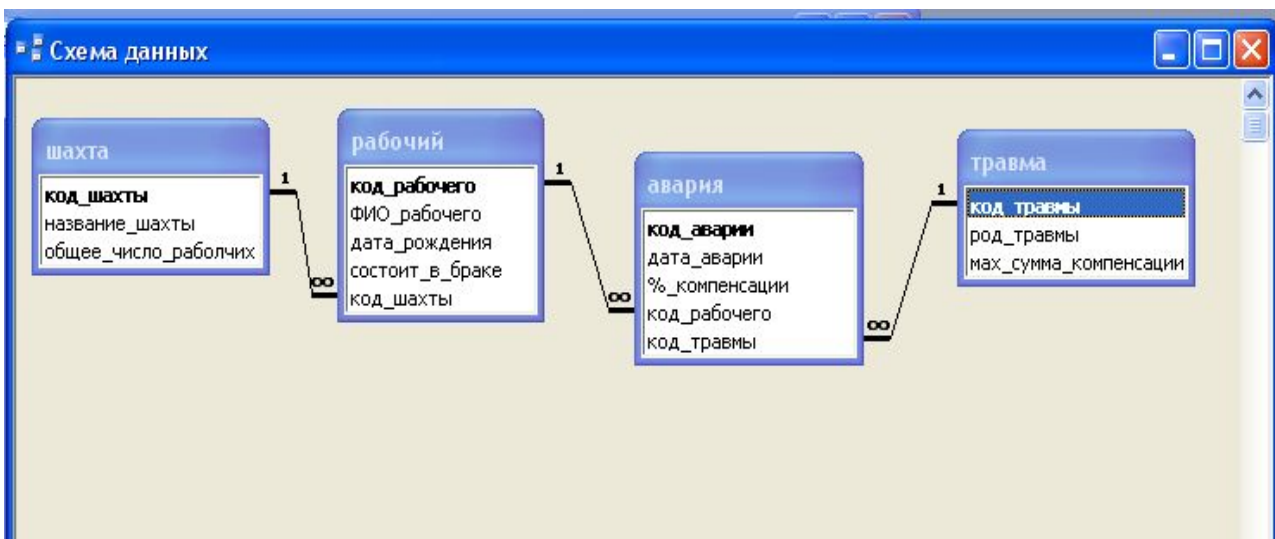 Схема данных
шахта
код_шахты
название_шахты
общее_число_раболчих
1
∞
рабочий
код_рабочего
ФИО_рабочего
дата_рождения
состоит_в_браке
код_шахты
1
∞
авария
код_аварии
дата_аварии
%_компенсации
код_рабочего
код_травмы
1
∞
травма
код_травмы
род_травмы
мах_сумма_компенсации